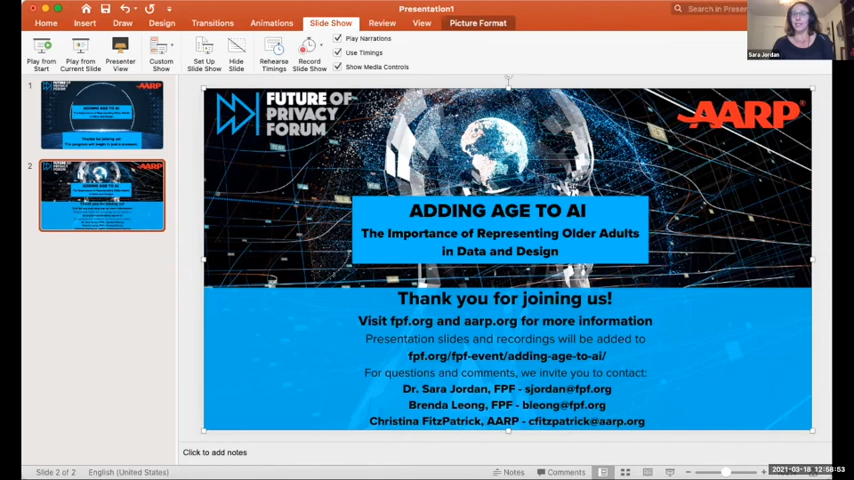 Presentation1
Search in Presen
Home Insert Draw Design Transitions Animations Slide Show Review View Picture Format
Play from Start
Play from Current Slide
Presenter View
Custom Show
Set Up Slide Show
Hide Slide
Rehearse Timings
Record Slide Show
Play Narrations
Use Timings
Show Media Controls
Sara Jordan
1
2
FUTURE OF
PRIVACY
FORUM
AARP®
ADDING AGE TO AI
The Importance of Representing Older Adults
in Data and Design
Thank you for joining us!
Visit fpf.org and aarp.org for more information
Presentation slides and recordings will be added to
fpf.org/fpf-event/adding-age-to-ai/
For questions and comments, we invite you to contact:
Dr. Sara Jordan, FPF - sjordan@fpf.org
Brenda Leong, FPF - bleong@fpf.org
Christina FitzPatrick, AARP - cfitzpatrick@aarp.org
Click to add notes
Slide 2 of 2 English (United States) Notes Comments
2021-03-18 12:58:53